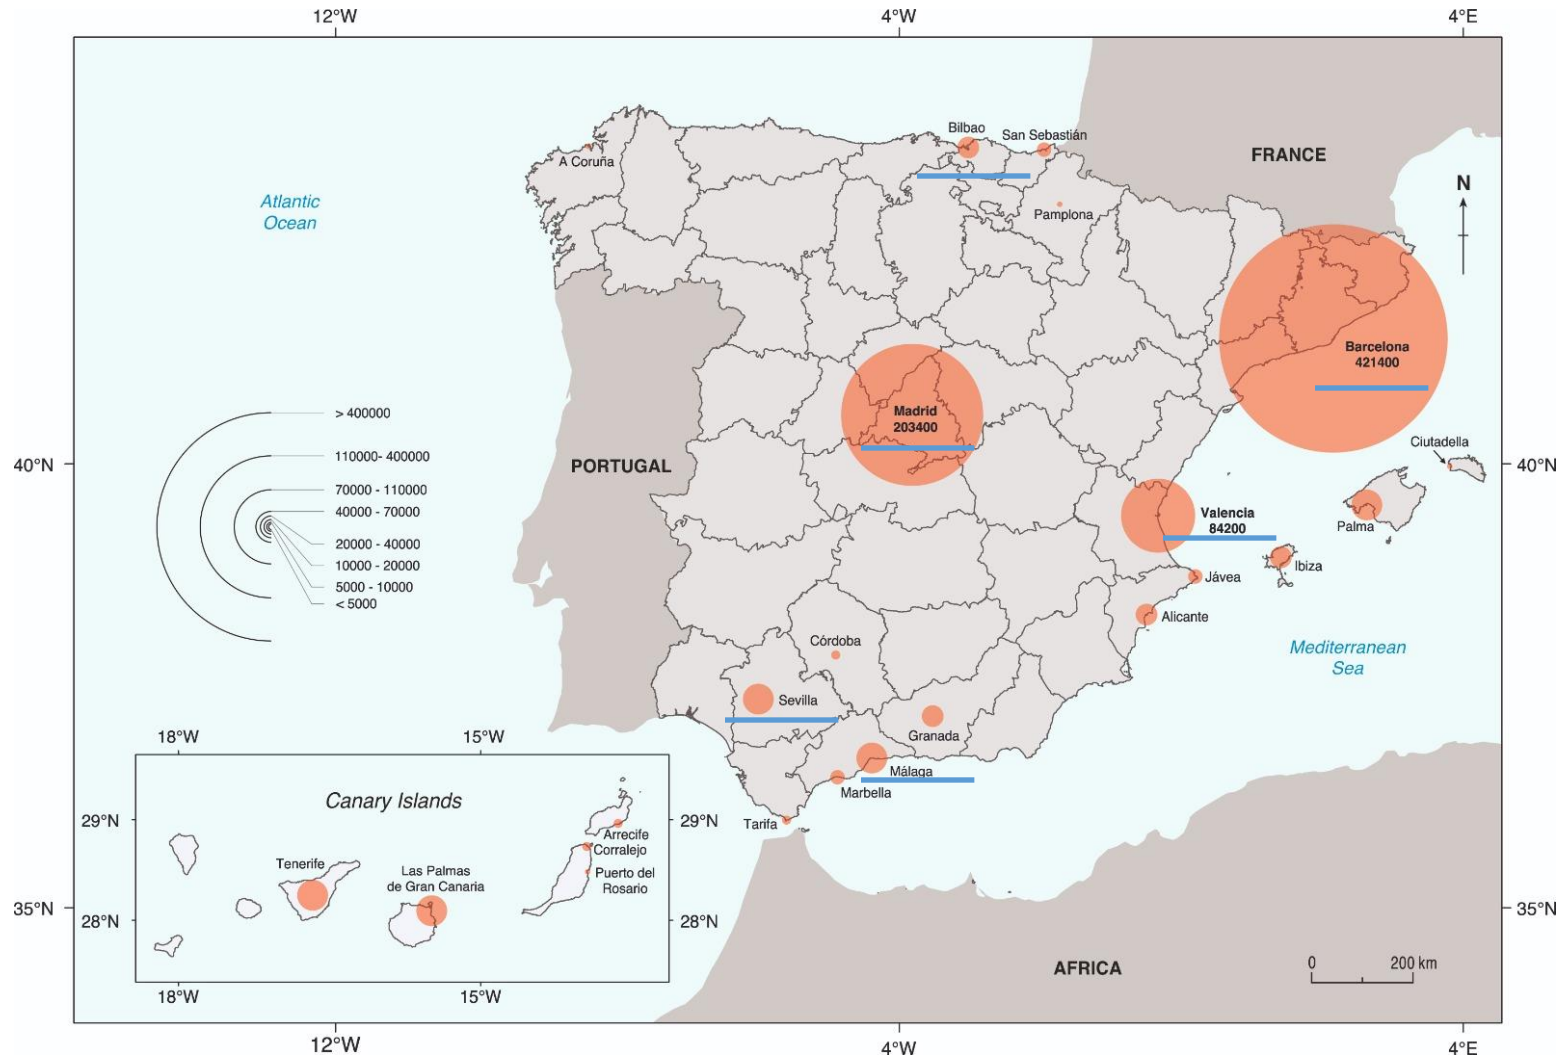 12°W
4°W
4°E
Bilbao
San Sebastián
A Coruña
FRANCE
N
Atlantic
Ocean
Pamplona
Barcelona
421400
Madrid
203400
> 400000
110000- 400000
70000 - 110000
40000 - 70000
20000 - 40000
10000 - 20000
5000 - 10000
< 5000
40°N
PORTUGAL
Ciutadella
40°N
Palma
Valencia
84200
Ibiza
Jávea
Alicante
Córdoba
Mediterranean
Sea
Sevilla
Granada
Málaga
Marbella
Tarifa
18°W
15°W
Canary Islands
29°N
29°N
Arrecife
Corralejo
Tenerife
Las Palmas
de Gran Canaria
Puerto del
Rosario
35°N
28°N
28°N
35°N
18°W
15°W
AFRICA
0
200 km
12°W
4°W
4°E